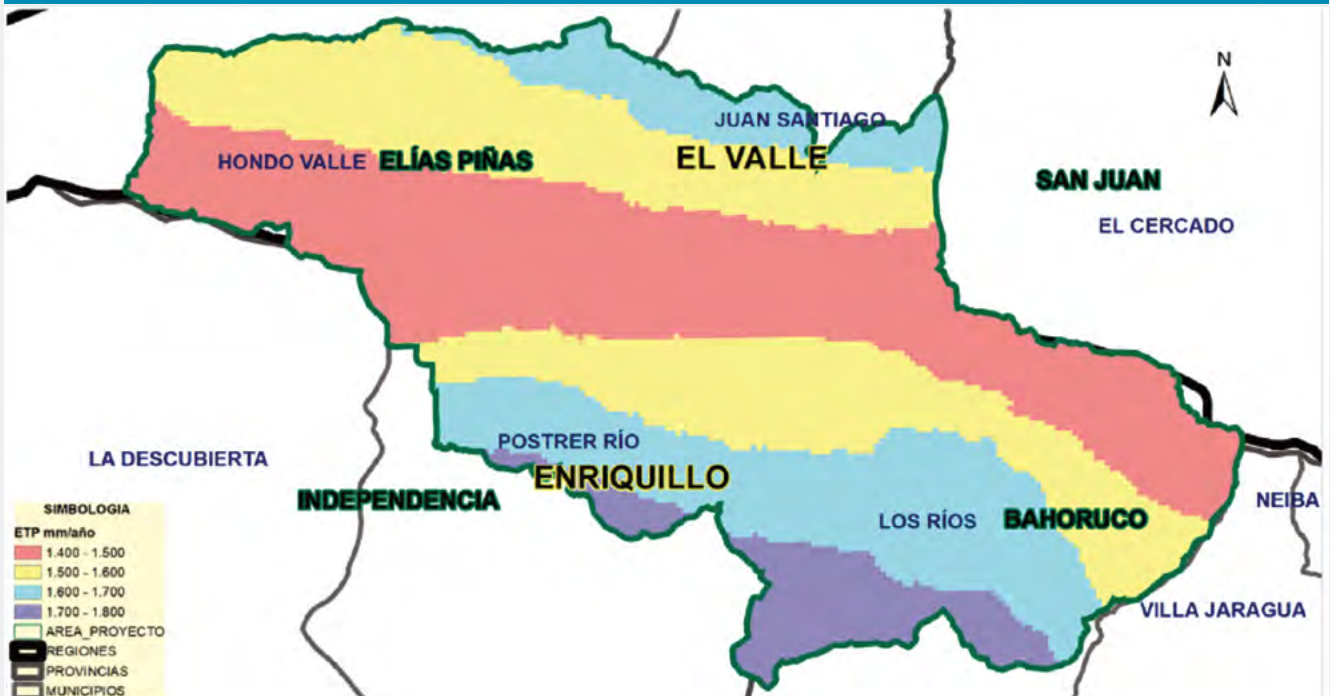 N
JUAN SANTIAGO
HONDO VALLE
ELÍAS PIÑAS
EL VALLE
SAN JUAN
EL CERCADO
POSTRER RÍO
LA DESCUBIERTA
ENRIQUILLO
INDEPENDENCIA
NEIBA
LOS RÍOS
BAHORUCO
VILLA JARAGUA
SIMBOLOGIA
ETP mm/año
1.400 - 1.500
1.500 - 1.600
1.600 - 1.700
1.700 - 1.800
AREA_PROYECTO
REGIONES
PROVINCIAS
MUNICIPIOS